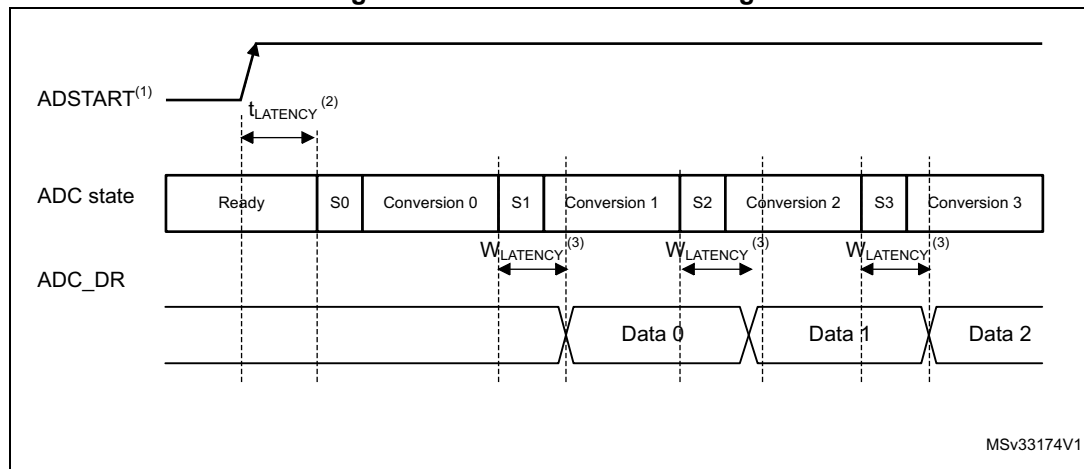 ADSTART(1)
tLATENCY (2)
ADC state
Ready
S0
Conversion 0
S1
Conversion 1
S2
Conversion 2
S3
Conversion 3
WLATENCY(3)
WLATENCY(3)
WLATENCY(3)
ADC_DR
Data 0
Data 1
Data 2
MSv33174V1